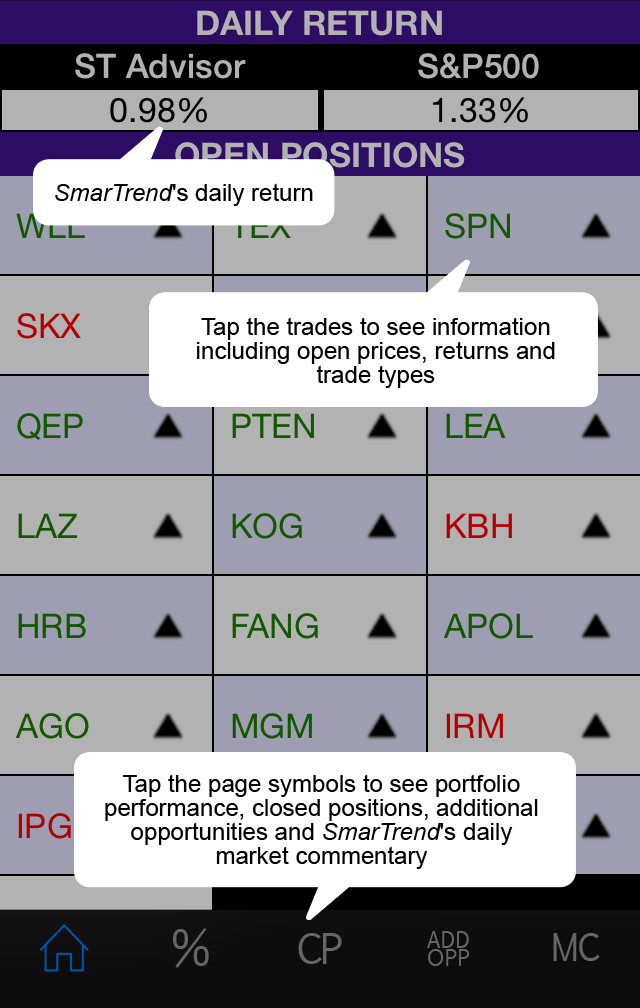 DAILY RETURN
ST Advisor S&P500
0.98% 1.33%
OPEN POSITIONS
SmarTrend's daily return
WLL TEX SPN
SKX
Tap the trades to see information
including open prices, returns and
trade types
QEP PTEN LEA
LAZ KOG KBH
HRB FANG APOL
AGO MGM IRM
Tap the page symbols to see portfolio
performance, closed positions, additional
opportunities and SmarTrend's daily
market commentary
IPG
% CP ADD MC
OPP